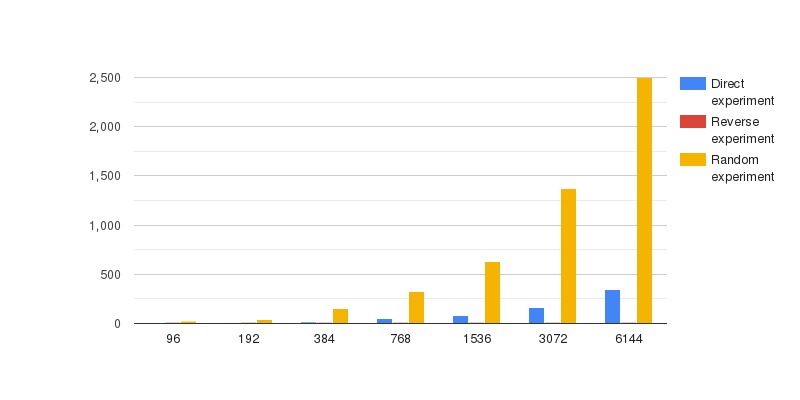 2,500
2,000
1,500
1,000
500
0
96 192 384 768 1536 3072 6144
Direct
experiment
Reverse
experiment
Random
experiment